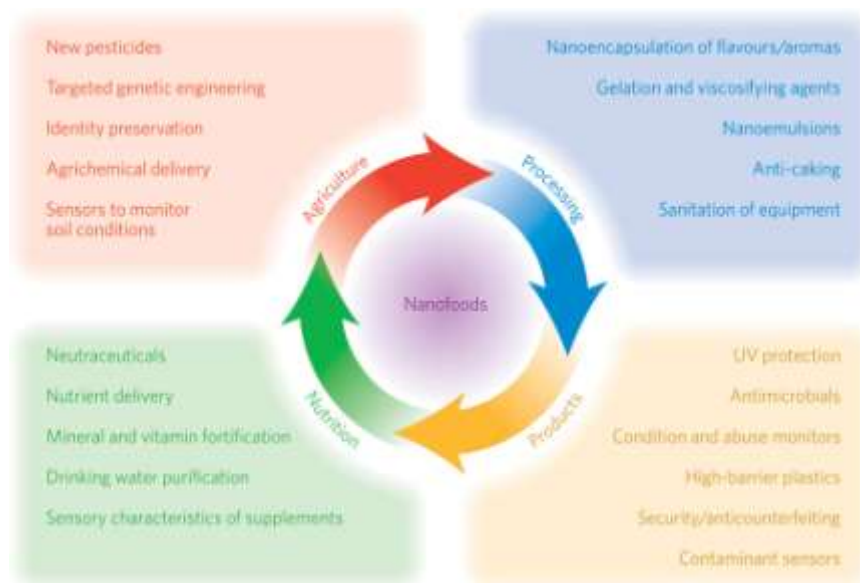 New pesticides
Targeted genetic engineering
Identity preservation
Agrichemical delivery
Sensors to monitor
soil conditions
Nanoencapsulation of flavours/aromas
Gelation and viscosifying agents
Nanoemulsions
Anti-caking
Sanitation of equipment
Agriculture
Processing
Nanofoods
Nutrition
Products
Neutraceuticals
Nutrient delivery
Mineral and vitamin fortification
Drinking water purification
Sensory characteristics of supplements
UV protection
Antimicrobials
Condition and abuse monitors
High-barrier plastics
Security/anticounterfeiting
Contaminant sensors